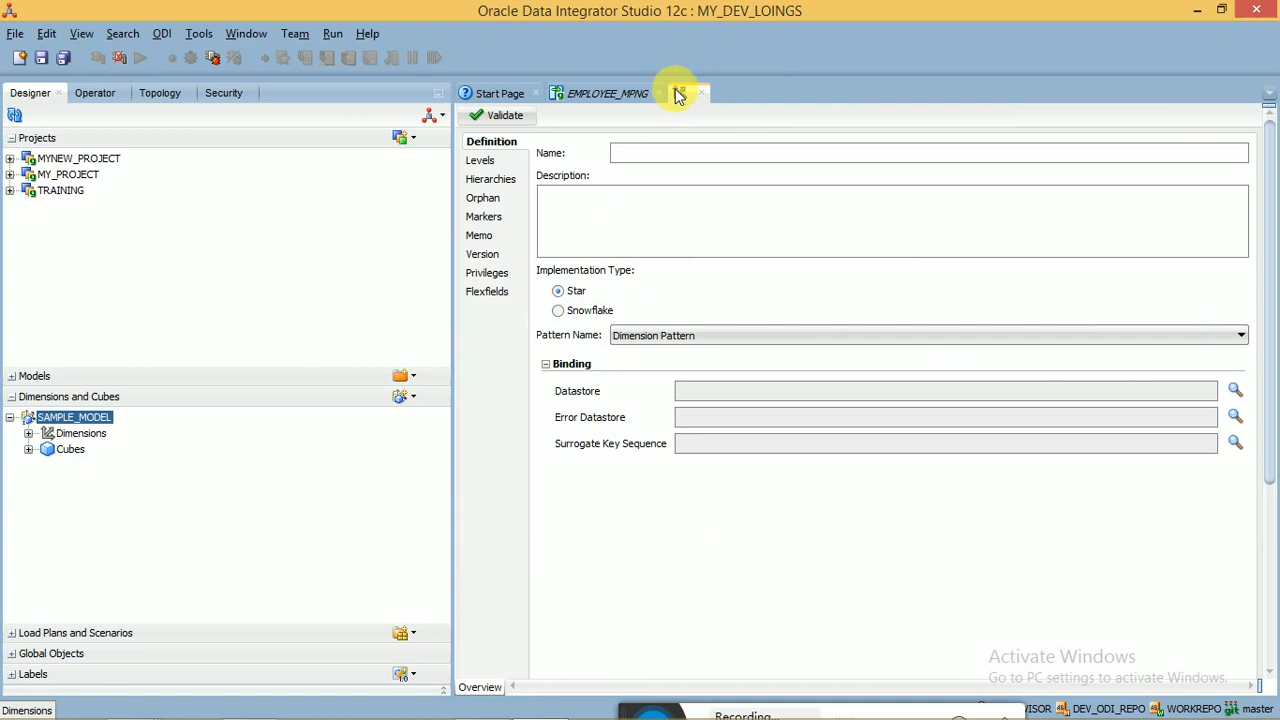 Oracle Data Integrator Studio 12c : MY_DEV_LOINGS
File Edit View Search ODI Tools Window Team Run Help
Designer Operator Topology Security
Start Page EMPLOYEE_MPNG
Validate
Projects
MYNEW_PROJECT
MY_PROJECT
TRAINING
Models
Dimensions and Cubes
SAMPLE_MODEL
Dimensions
Cubes
Load Plans and Scenarios
Global Objects
Labels
Definition
Levels
Hierarchies
Orphan
Markers
Memo
Version
Privileges
Flexfields
Name:
Description:
Implementation Type:
Star
Snowflake
Pattern Name: Dimension Pattern
Binding
Datastore
Error Datastore
Surrogate Key Sequence
Activate Windows
Go to PC settings to activate Windows.
Overview
Dimensions
Recording...
VISOR DEV_ODI_REPO WORKREPO git master